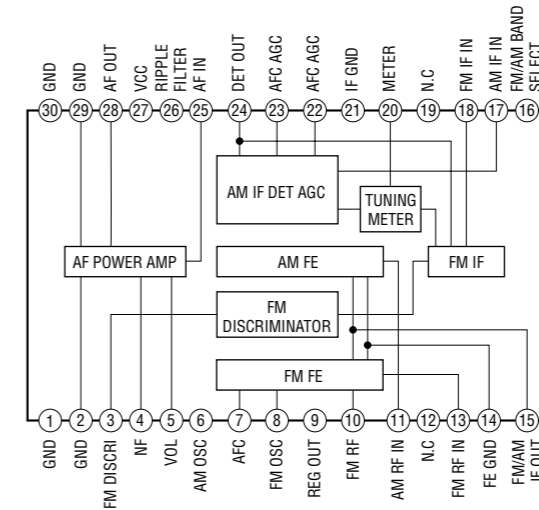 GND
GND
AF OUT
VCC
RIPPLE
FILTER
AF IN
DET OUT
AFC AGC
AFC AGC
IF GND
METER
N.C
FM IF IN
AM IF IN
FM/AM BAND
SELECT
30
29
28
27
26
25
24
23
22
21
20
19
18
17
16
AM IF DET AGC
TUNING
METER
AF POWER AMP
AM FE
FM IF
FM
DISCRIMINATOR
FM FE
1
2
3
4
5
6
7
8
9
10
11
12
13
14
15
GND
GND
FM DISCRI
NF
VOL
AM OSC
AFC
FM OSC
REG OUT
FM RF
AM RF IN
N.C
FM RF IN
FE GND
FM/AM
IF OUT